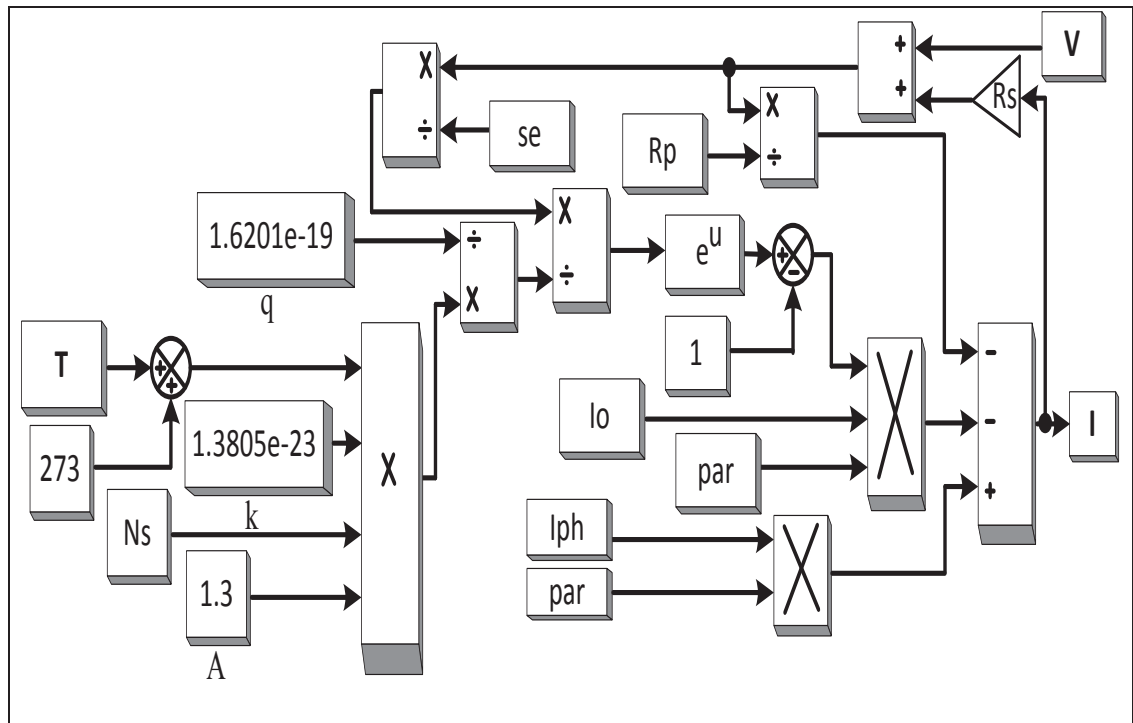 X
÷
+
+
V
Rs
se
Rp
X
÷
1.6201e-19
q
÷
X
X
÷
e^u
+
-
1
T
+
+
273
1.3805e-23
k
Ns
1.3
A
X
Io
par
Iph
par
-
-
+
I